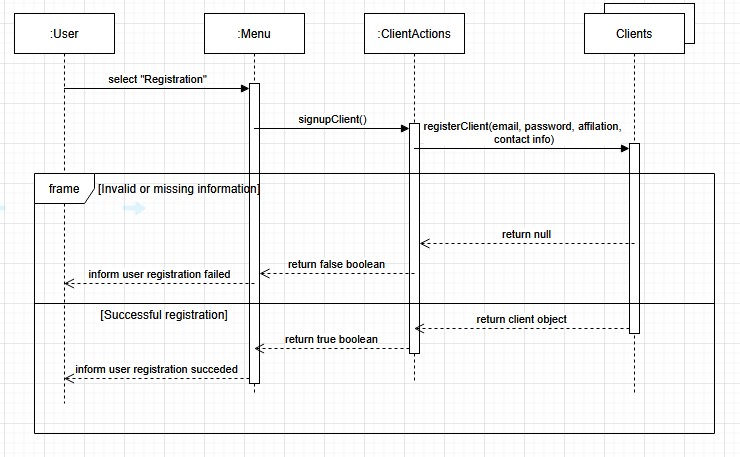 :User
:Menu
:ClientActions
Clients
select "Registration"
signupClient()
registerClient(email, password, affilation,
contact info)
frame
[Invalid or missing information]
return null
return false boolean
inform user registration failed
[Successful registration]
return client object
return true boolean
inform user registration succeded